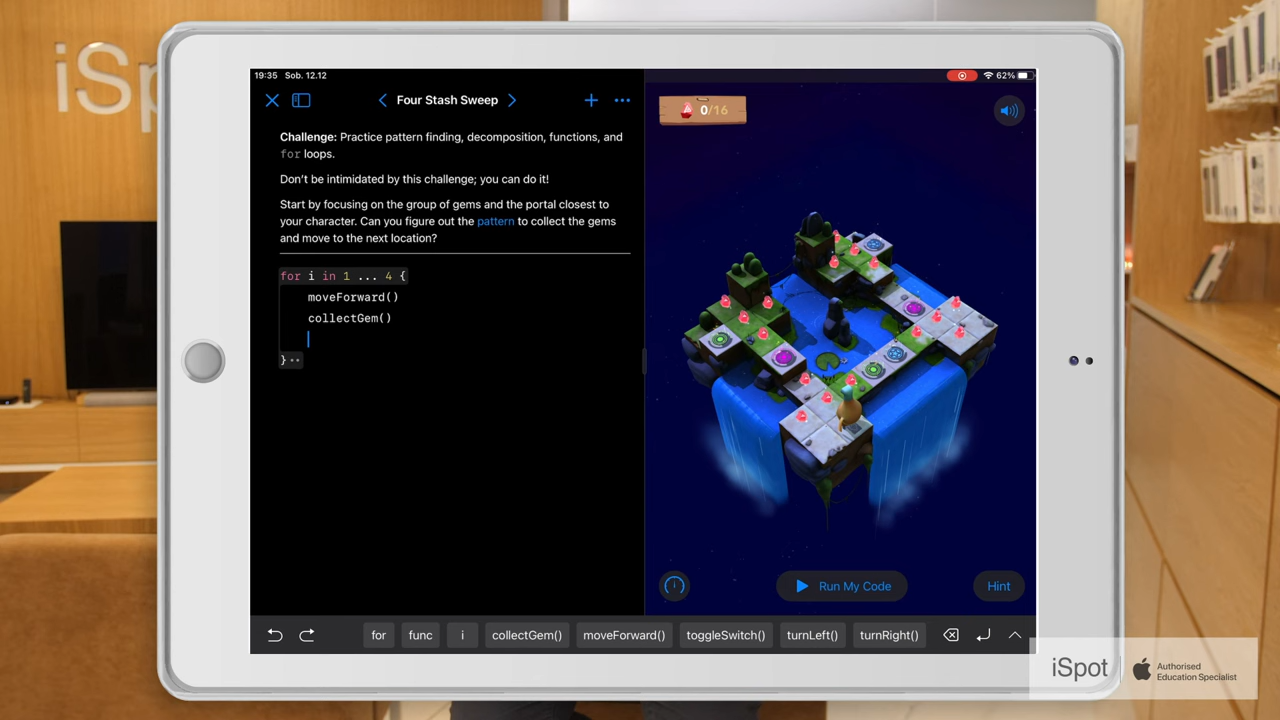 iSp
19:35 Sob. 12.12
62%
Four Stash Sweep
0/16
Challenge: Practice pattern finding, decomposition, functions, and
for loops.
Don't be intimidated by this challenge; you can do it!
Start by focusing on the group of gems and the portal closest to
your character. Can you figure out the pattern to collect the gems
and move to the next location?
for i in 1 ... 4 {
moveForward()
collectGem()
}
Run My Code
Hint
for func i collectGem() moveForward() toggleSwitch() turnLeft() turnRight()
iSpot
Authorised
Education Specialist